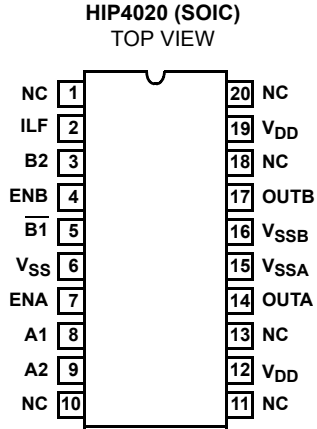 HIP4020 (SOIC)
TOP VIEW
NC 1 20 NC
ILF 2 19 VDD
B2 3 18 NC
ENB 4 17 OUTB
B1 5 16 VSSB
VSS 6 15 VSSA
ENA 7 14 OUTA
A1 8 13 NC
A2 9 12 VDD
NC 10 11 NC